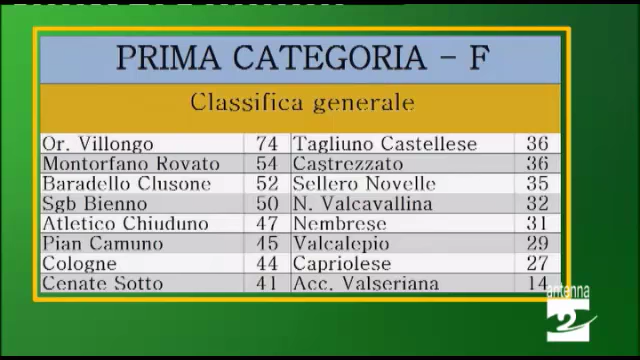 PRIMA CATEGORIA - F
Classifica generale
Or. Villongo 74 Tagliuno Castellese 36
Montorfano Rovato 54 Castrezzato 36
Baradello Clusone 52 Sellero Novelle 35
Sgb Bienno 50 N. Valcavallina 32
Atletico Chiuduno 47 Nembrese 31
Pian Camuno 45 Valcalepio 29
Cologne 44 Capriolese 27
Cenate Sotto 41 Acc. Valseriana 14
antenna
2